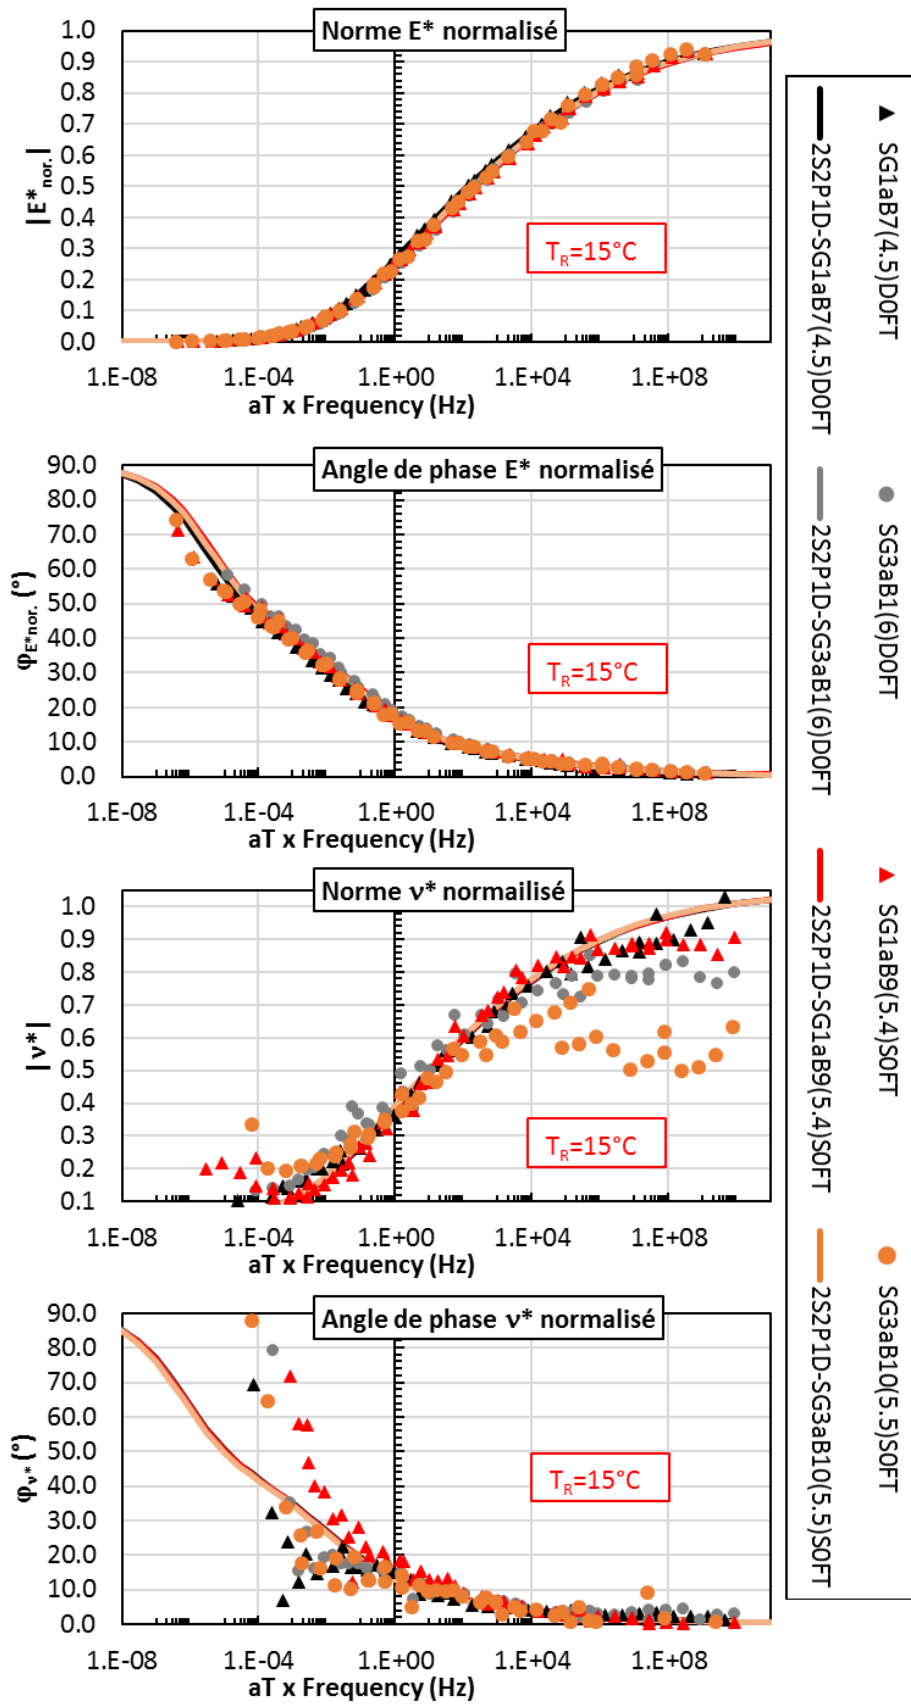 Norme E* normalisé
1.0
0.9
0.8
0.7
0.6
0.5
0.4
0.3
0.2
0.1
0.0
|E*nor.|
TR=15°C
1.E-08 1.E-04 1.E+00 1.E+04 1.E+08
aT x Frequency (Hz)
Angle de phase E* normalisé
90.0
80.0
70.0
60.0
50.0
40.0
30.0
20.0
10.0
0.0
φE*nor. (°)
TR=15°C
1.E-08 1.E-04 1.E+00 1.E+04 1.E+08
aT x Frequency (Hz)
Norme ν* normailisé
1.0
0.9
0.8
0.7
0.6
0.5
0.4
0.3
0.2
0.1
|ν*|
TR=15°C
1.E-08 1.E-04 1.E+00 1.E+04 1.E+08
aT x Frequency (Hz)
Angle de phase ν* normalisé
90.0
80.0
70.0
60.0
50.0
40.0
30.0
20.0
10.0
0.0
φν* (°)
TR=15°C
1.E-08 1.E-04 1.E+00 1.E+04 1.E+08
aT x Frequency (Hz)
SG1aB7(4.5)D0FT
SG3aB1(6)D0FT
SG1aB9(5.4)S0FT
SG3aB10(5.5)S0FT
2S2P1D-SG1aB7(4.5)D0FT
2S2P1D-SG3aB1(6)D0FT
2S2P1D-SG1aB9(5.4)S0FT
2S2P1D-SG3aB10(5.5)S0FT